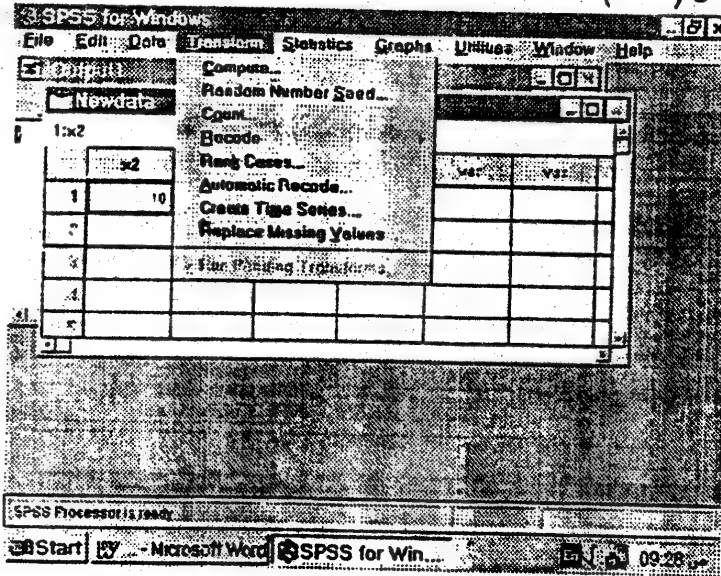 SPSS for Windows
File Edit Data Transform Statistics Graphs Utilities Window Help
Output1
Compute...
Random Number Seed...
Newdata
Count...
1:x2
Recode
Rank Cases...
x2 var var
Automatic Recode...
1 10
Create Time Series...
2
Replace Missing Values
3
Run Pending Transforms
4
5
SPSS Processor is ready
Start - Microsoft Word SPSS for Win... 09:28 ص